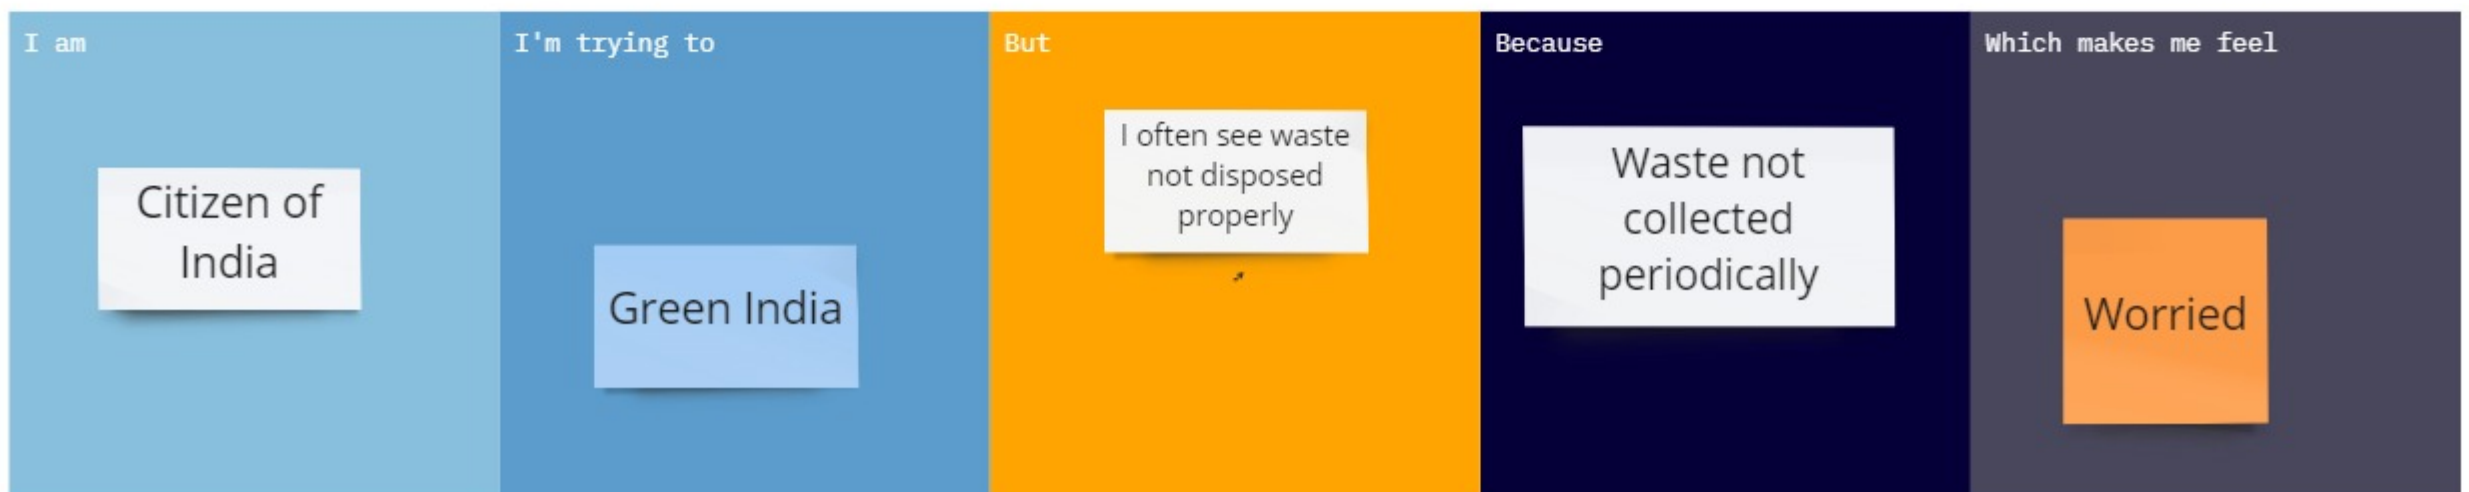 I am
Citizen of
India
I'm trying to
Green India
But
I often see waste
not disposed
properly
Because
Waste not
collected
periodically
Which makes me feel
Worried